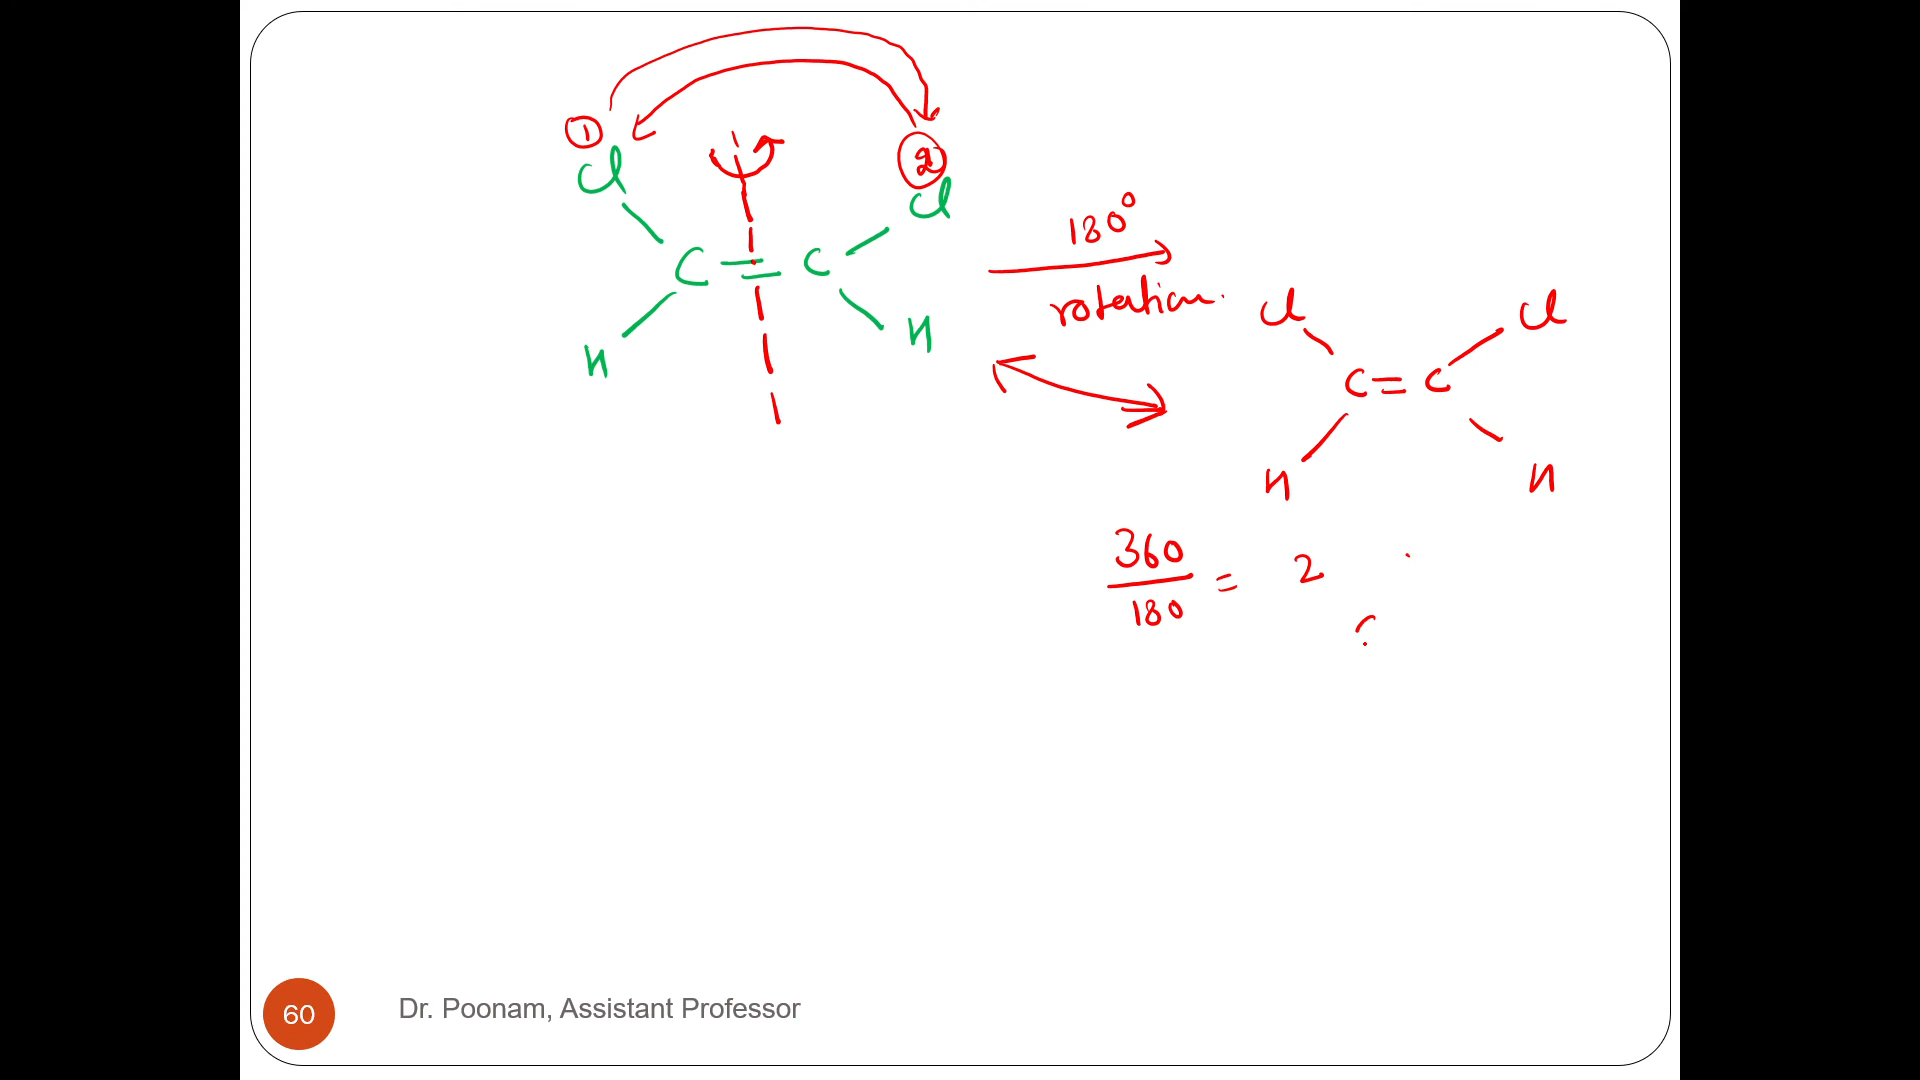 ① ②
Cl Cl
C = C
H H
180°
rotation.
Cl Cl
C = C
H H
360
180 = 2
60 Dr. Poonam, Assistant Professor